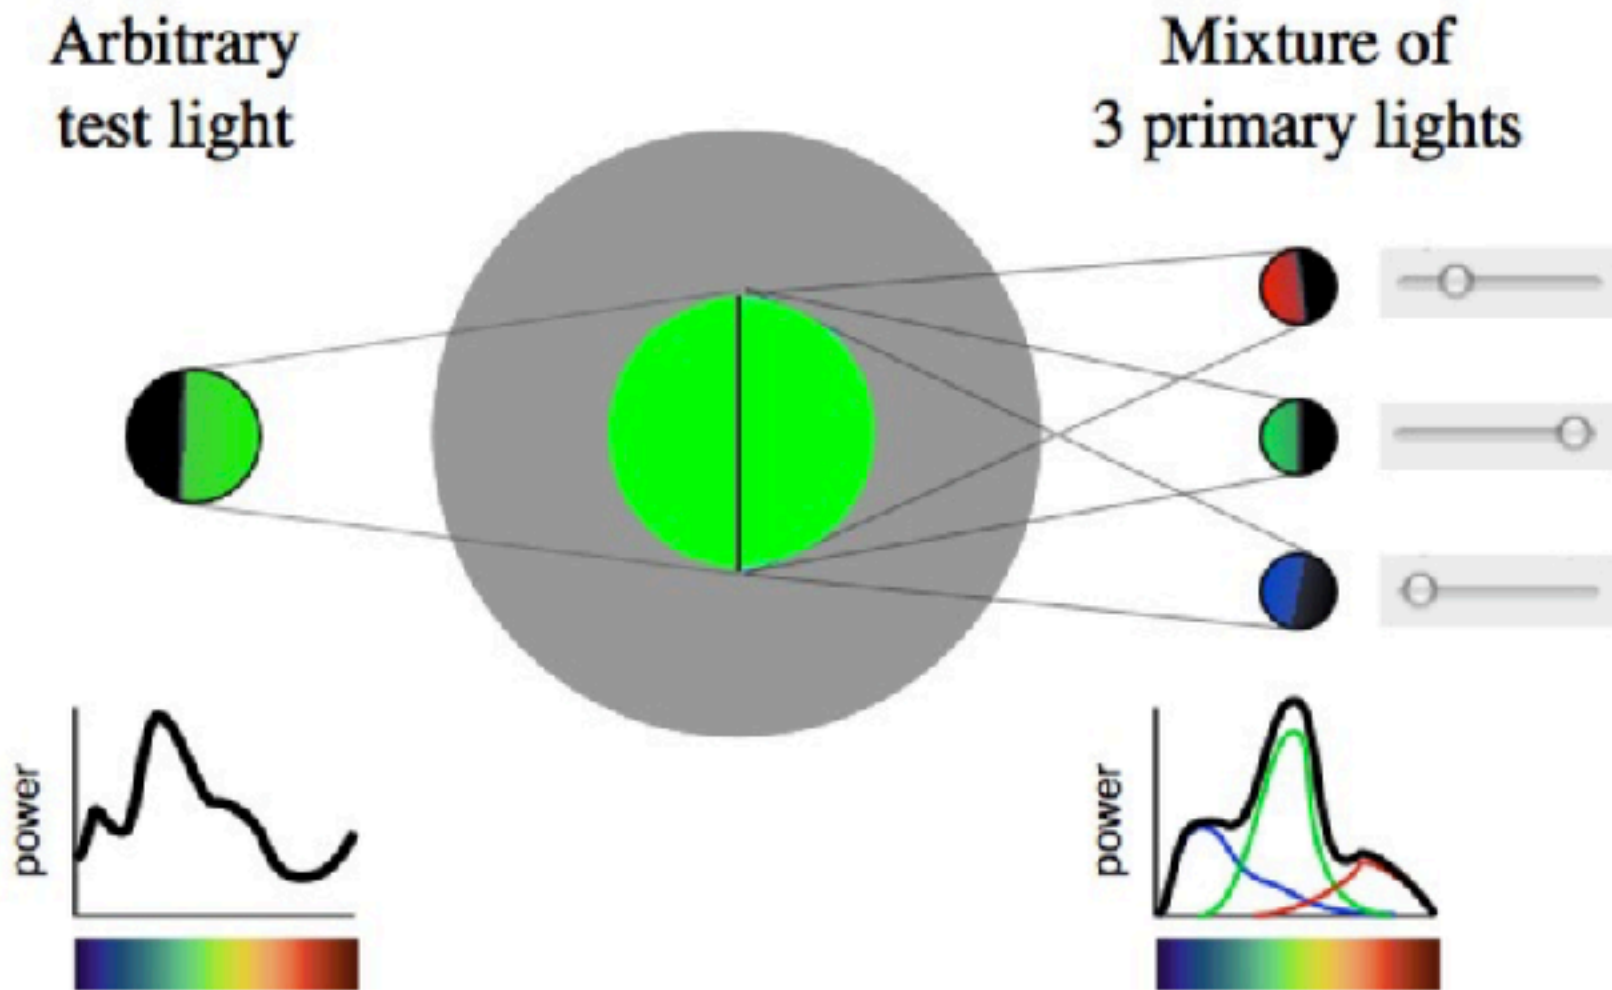 Arbitrary
test light
Mixture of
3 primary lights
power
power